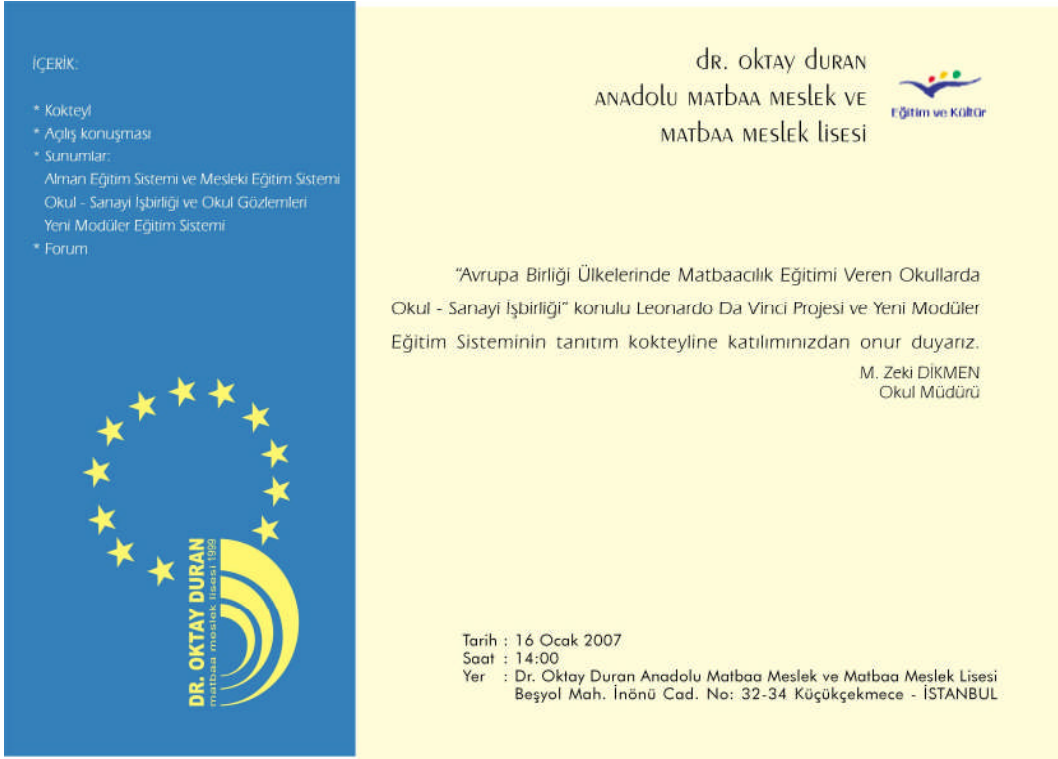 İÇERİK:
* Kokteyl
* Açılış konuşması
* Sunumlar:
Alman Eğitim Sistemi ve Mesleki Eğitim Sistemi
Okul - Sanayi İşbirliği ve Okul Gözlemleri
Yeni Modüler Eğitim Sistemi
* Forum
DR. OKTAY DURAN
matbaa meslek lisesi 1999
dR. OkTAY dURAN
ANAdOLU MATbAA MESlEk VE
MATbAA MESlEk lİSESİ
Eğitim ve Kültür
“Avrupa Birliği Ülkelerinde Matbaacılık Eğitimi Veren Okullarda
Okul - Sanayi İşbirliği” konulu Leonardo Da Vinci Projesi ve Yeni Modüler
Eğitim Sisteminin tanıtım kokteyline katılımınızdan onur duyarız.
M. Zeki DİKMEN
Okul Müdürü
Tarih : 16 Ocak 2007
Saat : 14:00
Yer : Dr. Oktay Duran Anadolu Matbaa Meslek ve Matbaa Meslek Lisesi
Beşyol Mah. İnönü Cad. No: 32-34 Küçükçekmece - İSTANBUL